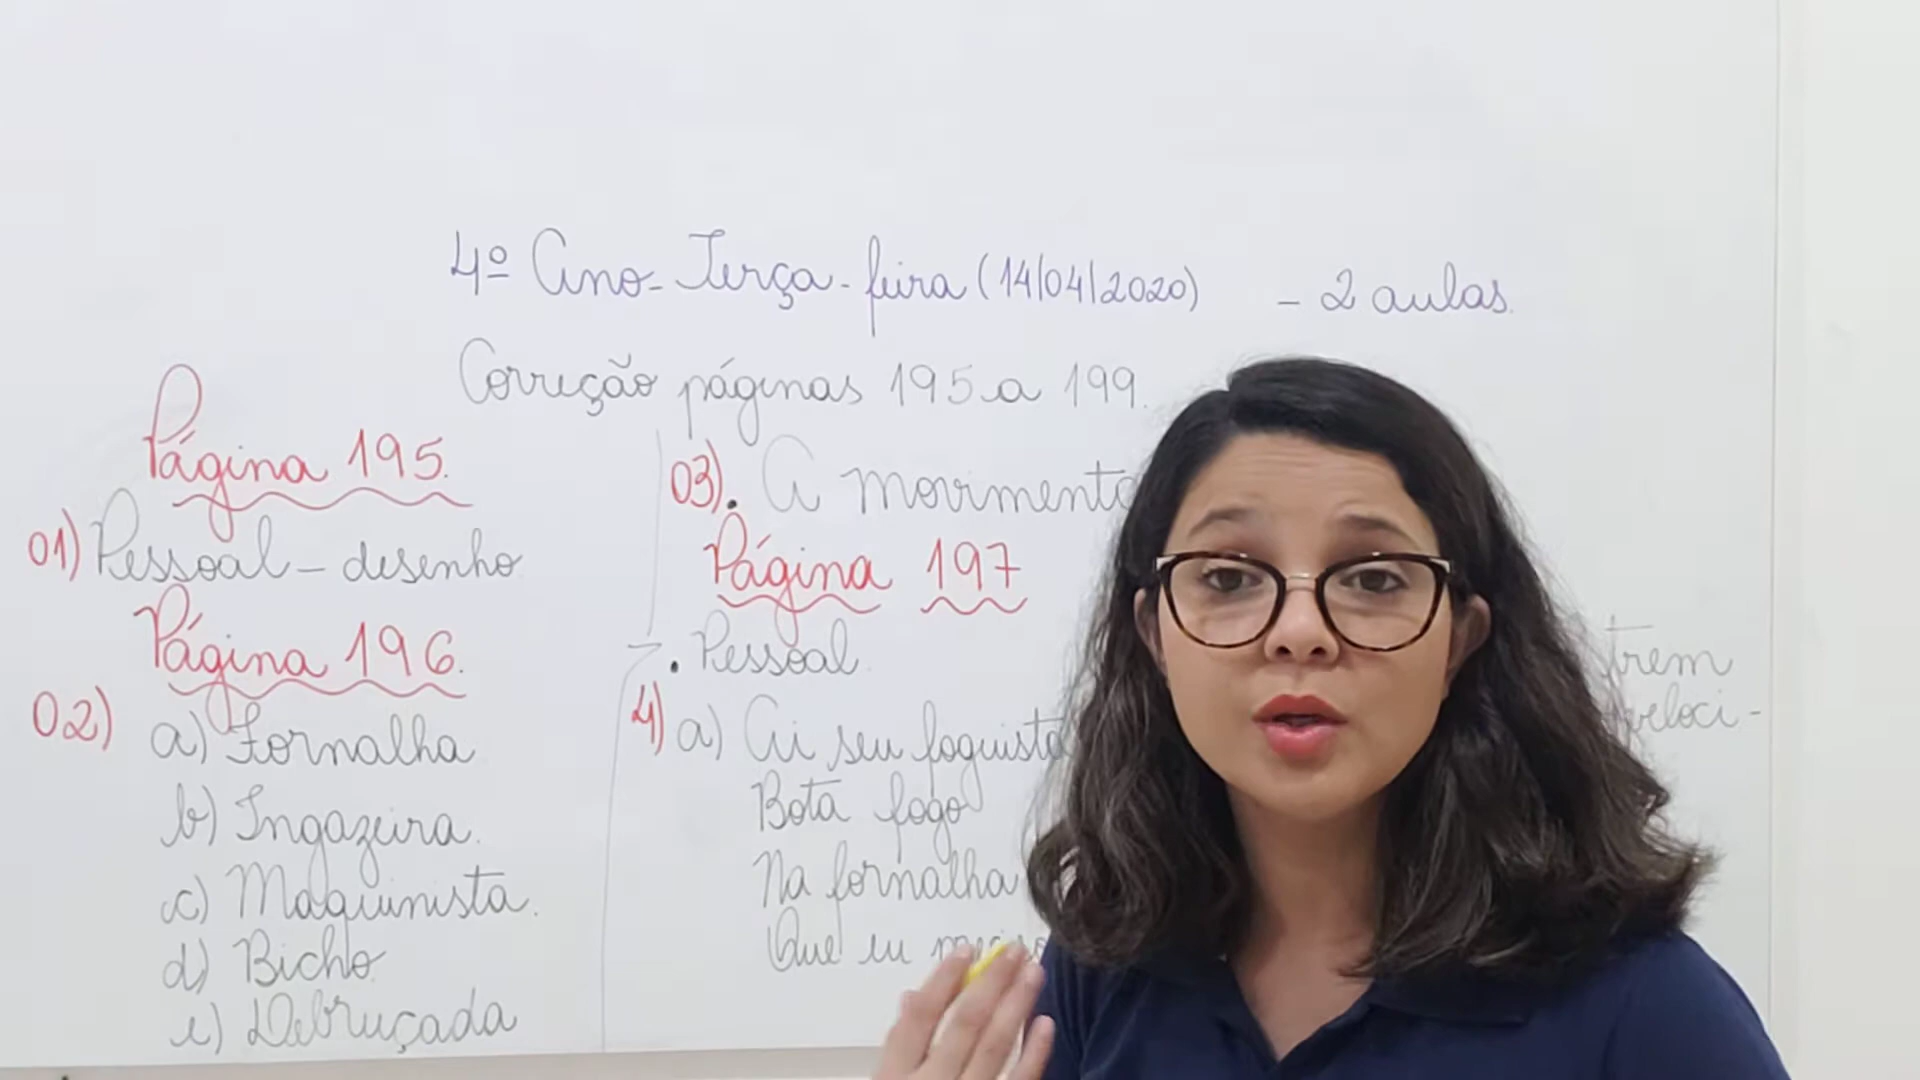 4º Ano - Terça-feira (14/04/2020) - 2 aulas.
Correção páginas 195 a 199.
Página 195.
01) Pessoal - desenho
Página 196.
02) a) Fornalha
b) Ingazeira.
c) Maquinista.
d) Bicho
e) Debruçada
03). A
Página 197
. Pessoal.
4) a) Ai seu foguista
Bota fogo
Na fornalha
Que eu preciso
trem
veloci-